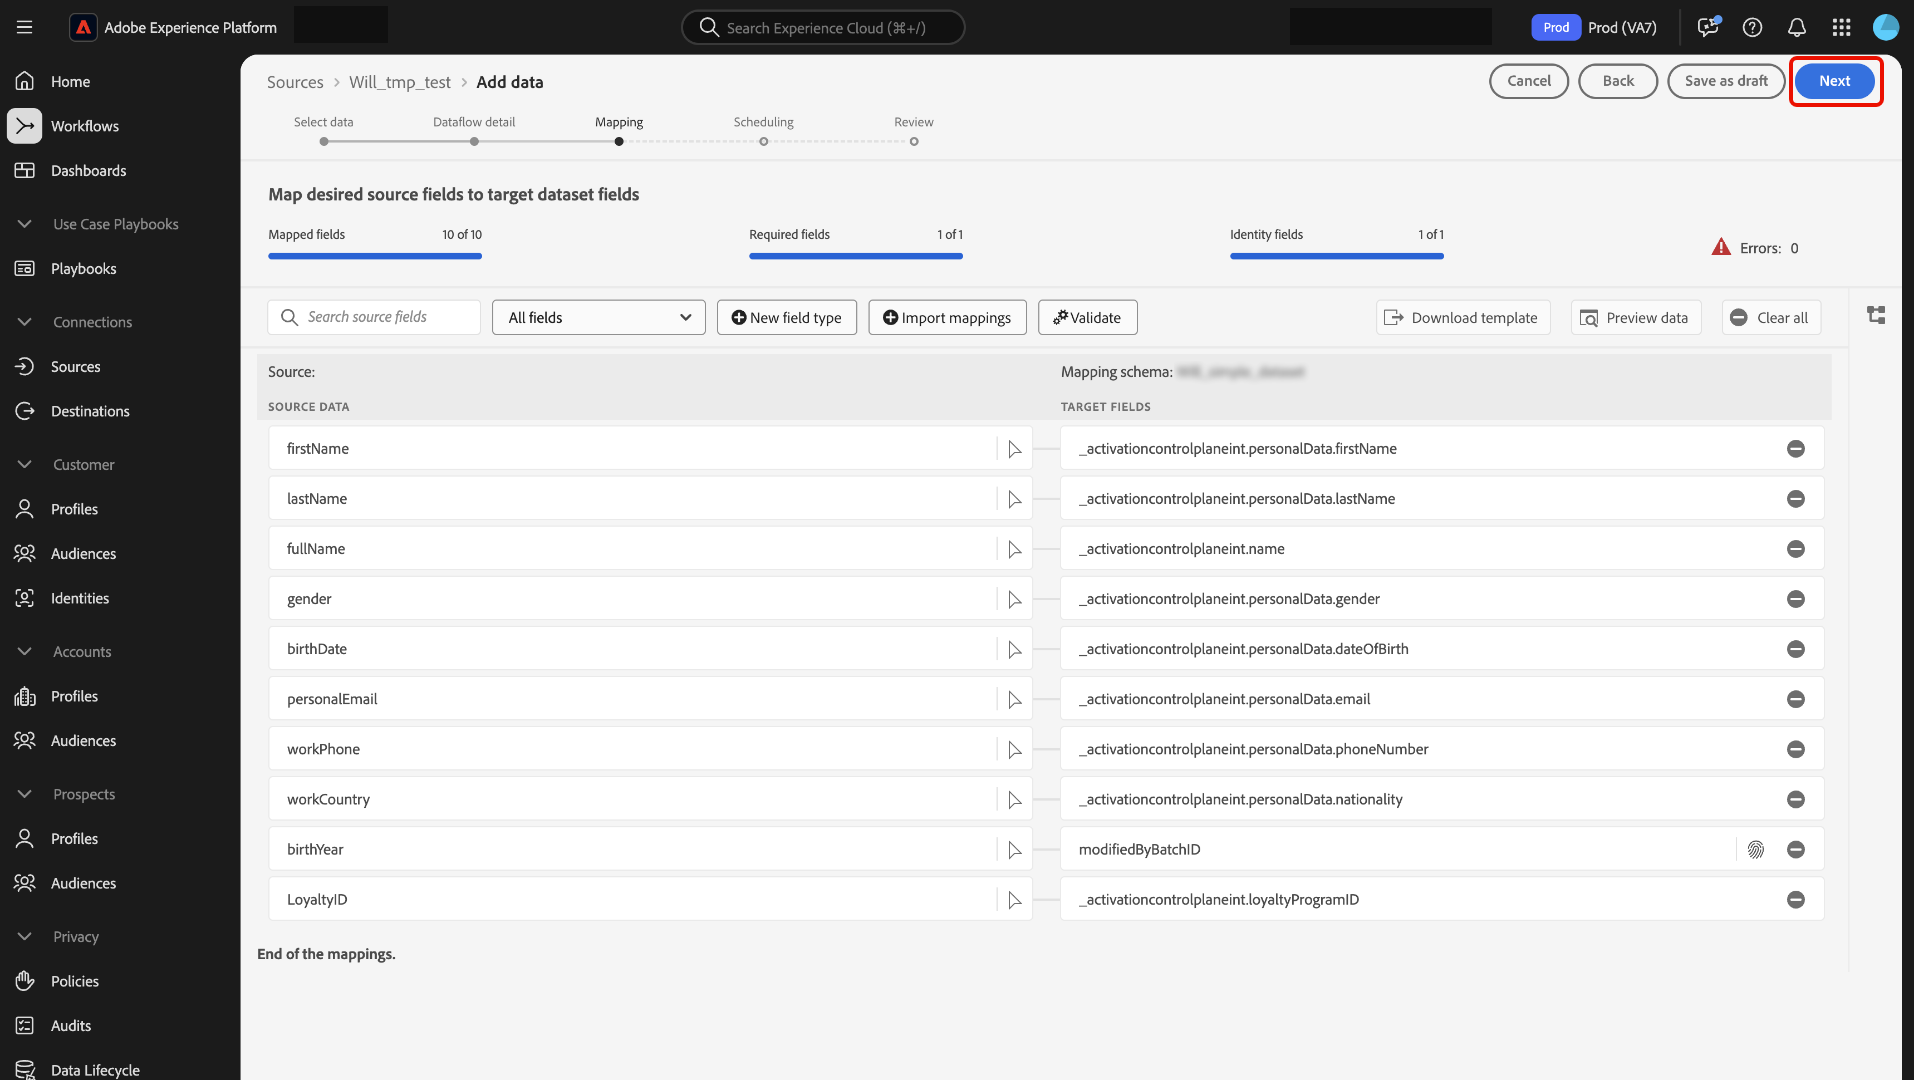 Adobe Experience Platform
Search Experience Cloud (⌘+/)
Prod
Prod (VA7)
Home
Workflows
Dashboards
Use Case Playbooks
Playbooks
Connections
Sources
Destinations
Customer
Profiles
Audiences
Identities
Accounts
Profiles
Audiences
Prospects
Profiles
Audiences
Privacy
Policies
Audits
Data Lifecycle
Sources > Will_tmp_test > Add data
Cancel
Back
Save as draft
Next
Select data
Dataflow detail
Mapping
Scheduling
Review
Map desired source fields to target dataset fields
Mapped fields 10 of 10
Required fields 1 of 1
Identity fields 1 of 1
Errors: 0
Search source fields
All fields
New field type
Import mappings
Validate
Download template
Preview data
Clear all
Source:
Mapping schema:
SOURCE DATA
TARGET FIELDS
firstName
_activationcontrolplaneint.personalData.firstName
lastName
_activationcontrolplaneint.personalData.lastName
fullName
_activationcontrolplaneint.name
gender
_activationcontrolplaneint.personalData.gender
birthDate
_activationcontrolplaneint.personalData.dateOfBirth
personalEmail
_activationcontrolplaneint.personalData.email
workPhone
_activationcontrolplaneint.personalData.phoneNumber
workCountry
_activationcontrolplaneint.personalData.nationality
birthYear
modifiedByBatchID
LoyaltyID
_activationcontrolplaneint.loyaltyProgramID
End of the mappings.